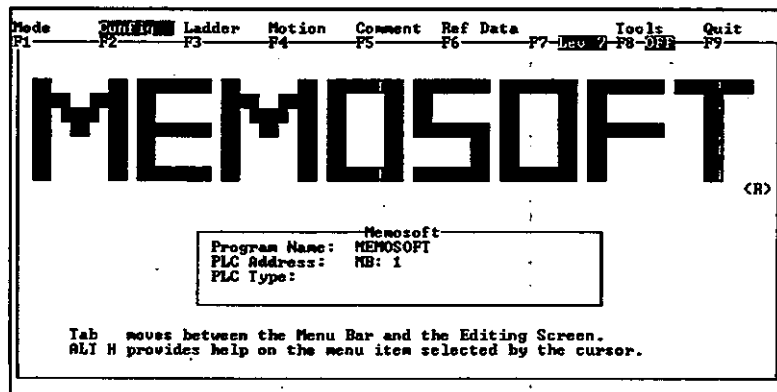 Mode Config Ladder Motion Comment Ref Data Tools Quit
F1 F2 F3 F4 F5 F6 F7 Lev ? F8 OFF F9
MEMOSOFT
(R)
Memosoft
Program Name: MEMOSOFT
PLC Address: MB: 1
PLC Type:
Tab moves between the Menu Bar and the Editing Screen.
ALT H provides help on the menu item selected by the cursor.